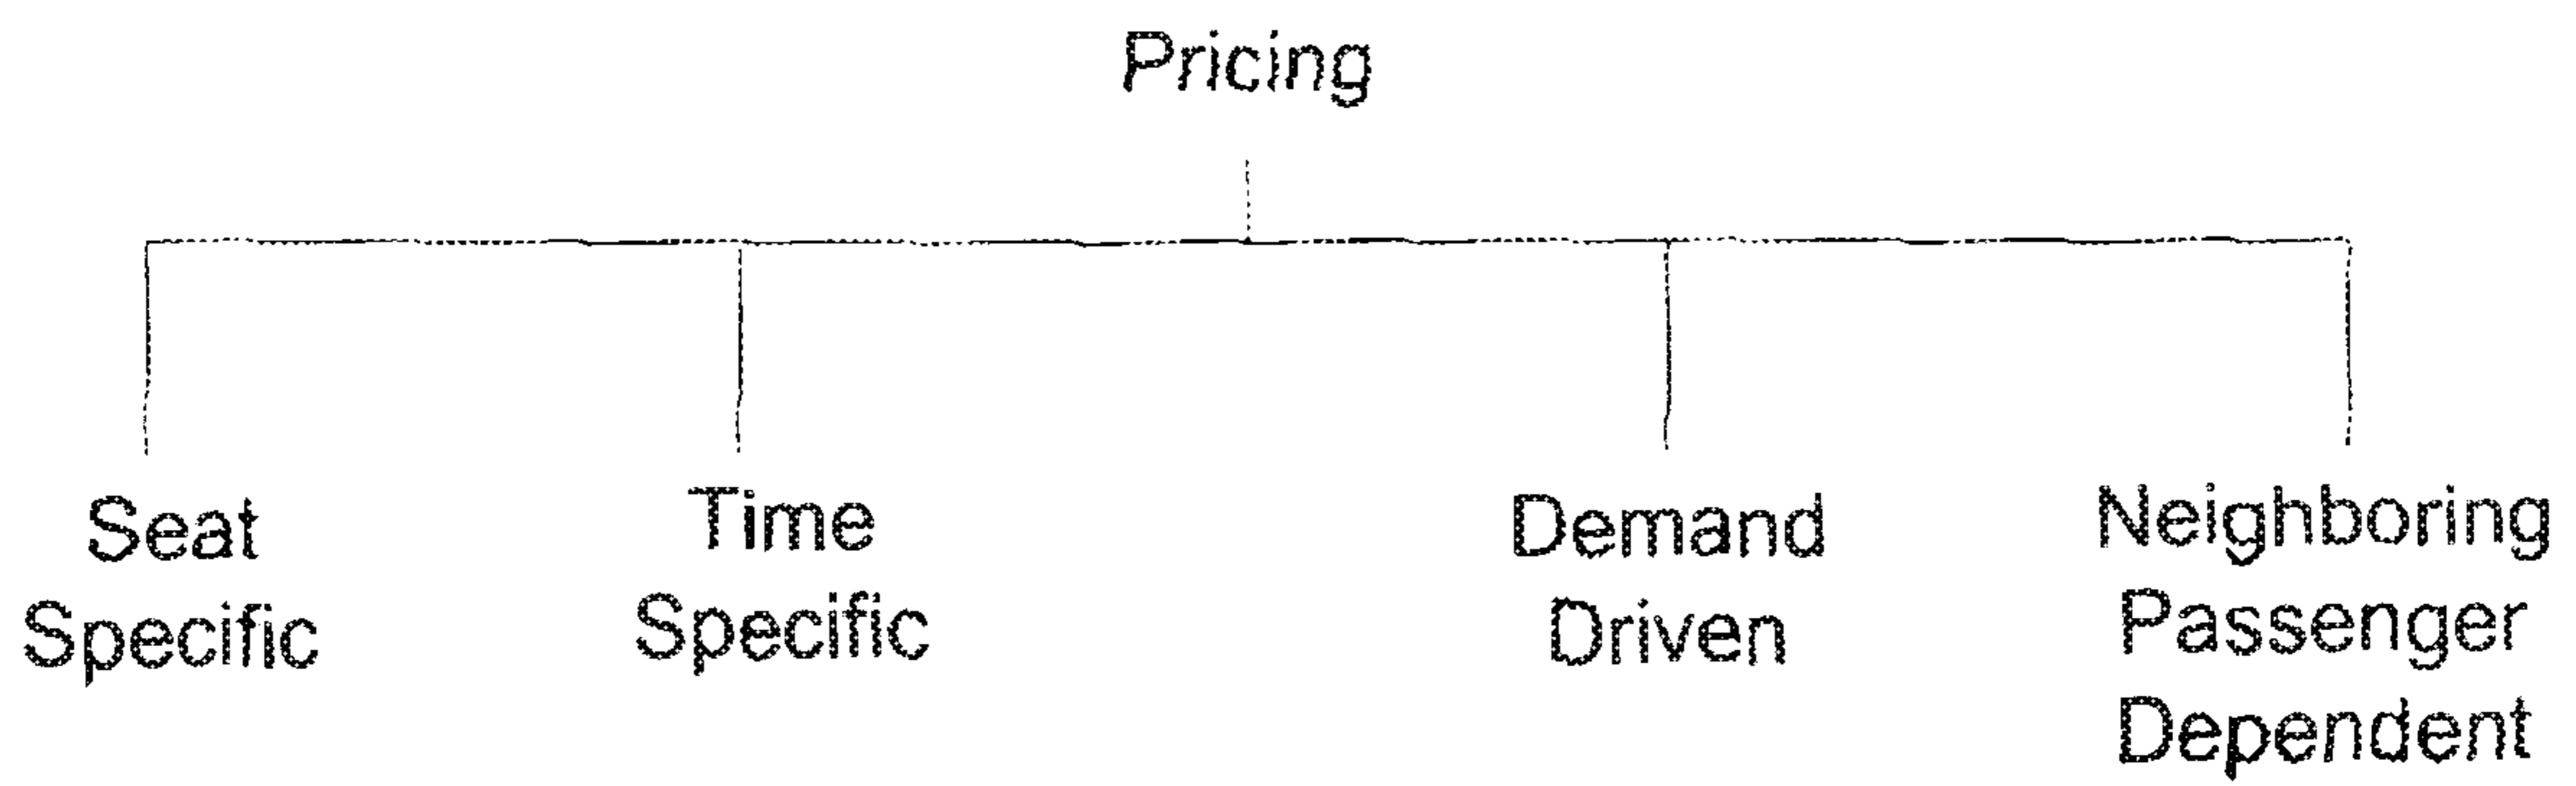 Pricing
Seat
Specific
Time
Specific
Demand
Driven
Neighboring
Passenger
Dependent